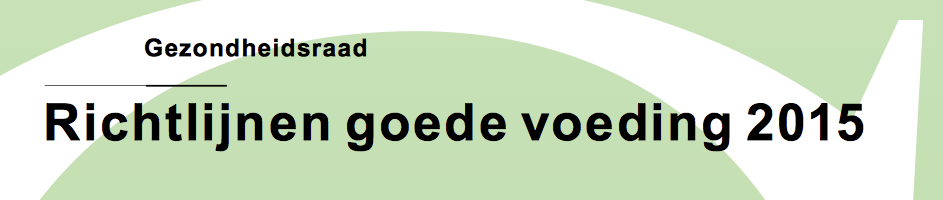 Gezondheidsraad
Richtlijnen goede voeding 2015